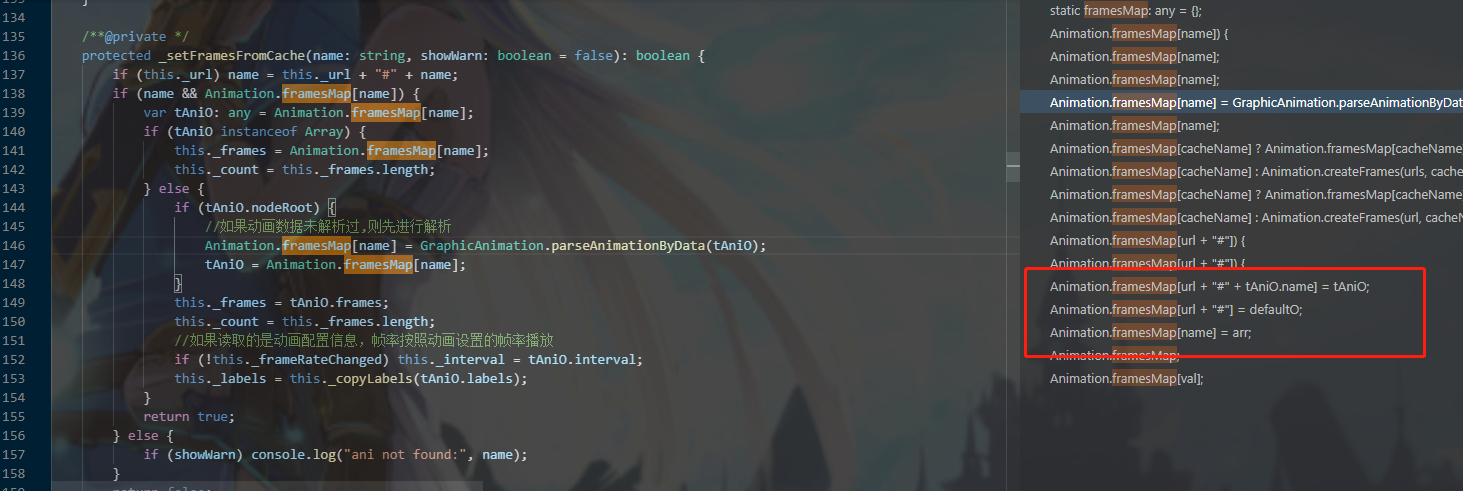 134
135 /**@private */
136 protected _setFramesFromCache(name: string, showWarn: boolean = false): boolean {
137 if (this._url) name = this._url + "#" + name;
138 if (name && Animation.framesMap[name]) {
139 var tAniO: any = Animation.framesMap[name];
140 if (tAniO instanceof Array) {
141 this._frames = Animation.framesMap[name];
142 this._count = this._frames.length;
143 } else {
144 if (tAniO.nodeRoot) {
145 //如果动画数据未解析过,则先进行解析
146 Animation.framesMap[name] = GraphicAnimation.parseAnimationByData(tAniO);
147 tAniO = Animation.framesMap[name];
148 }
149 this._frames = tAniO.frames;
150 this._count = this._frames.length;
151 //如果读取的是动画配置信息，帧率按照动画设置的帧率播放
152 if (!this._frameRateChanged) this._interval = tAniO.interval;
153 this._labels = this._copyLabels(tAniO.labels);
154 }
155 return true;
156 } else {
157 if (showWarn) console.log("ani not found:", name);
158 }
static framesMap: any = {};
Animation.framesMap[name]) {
Animation.framesMap[name];
Animation.framesMap[name];
Animation.framesMap[name] = GraphicAnimation.parseAnimationByDat
Animation.framesMap[name];
Animation.framesMap[cacheName] ? Animation.framesMap[cacheName]
Animation.framesMap[cacheName] : Animation.createFrames(urls, cache
Animation.framesMap[cacheName] ? Animation.framesMap[cacheName]
Animation.framesMap[cacheName] : Animation.createFrames(url, cacheN
Animation.framesMap[url + "#"]) {
Animation.framesMap[url + "#"]) {
Animation.framesMap[url + "#" + tAniO.name] = tAniO;
Animation.framesMap[url + "#"] = defaultO;
Animation.framesMap[name] = arr;
Animation.framesMap;
Animation.framesMap[val];